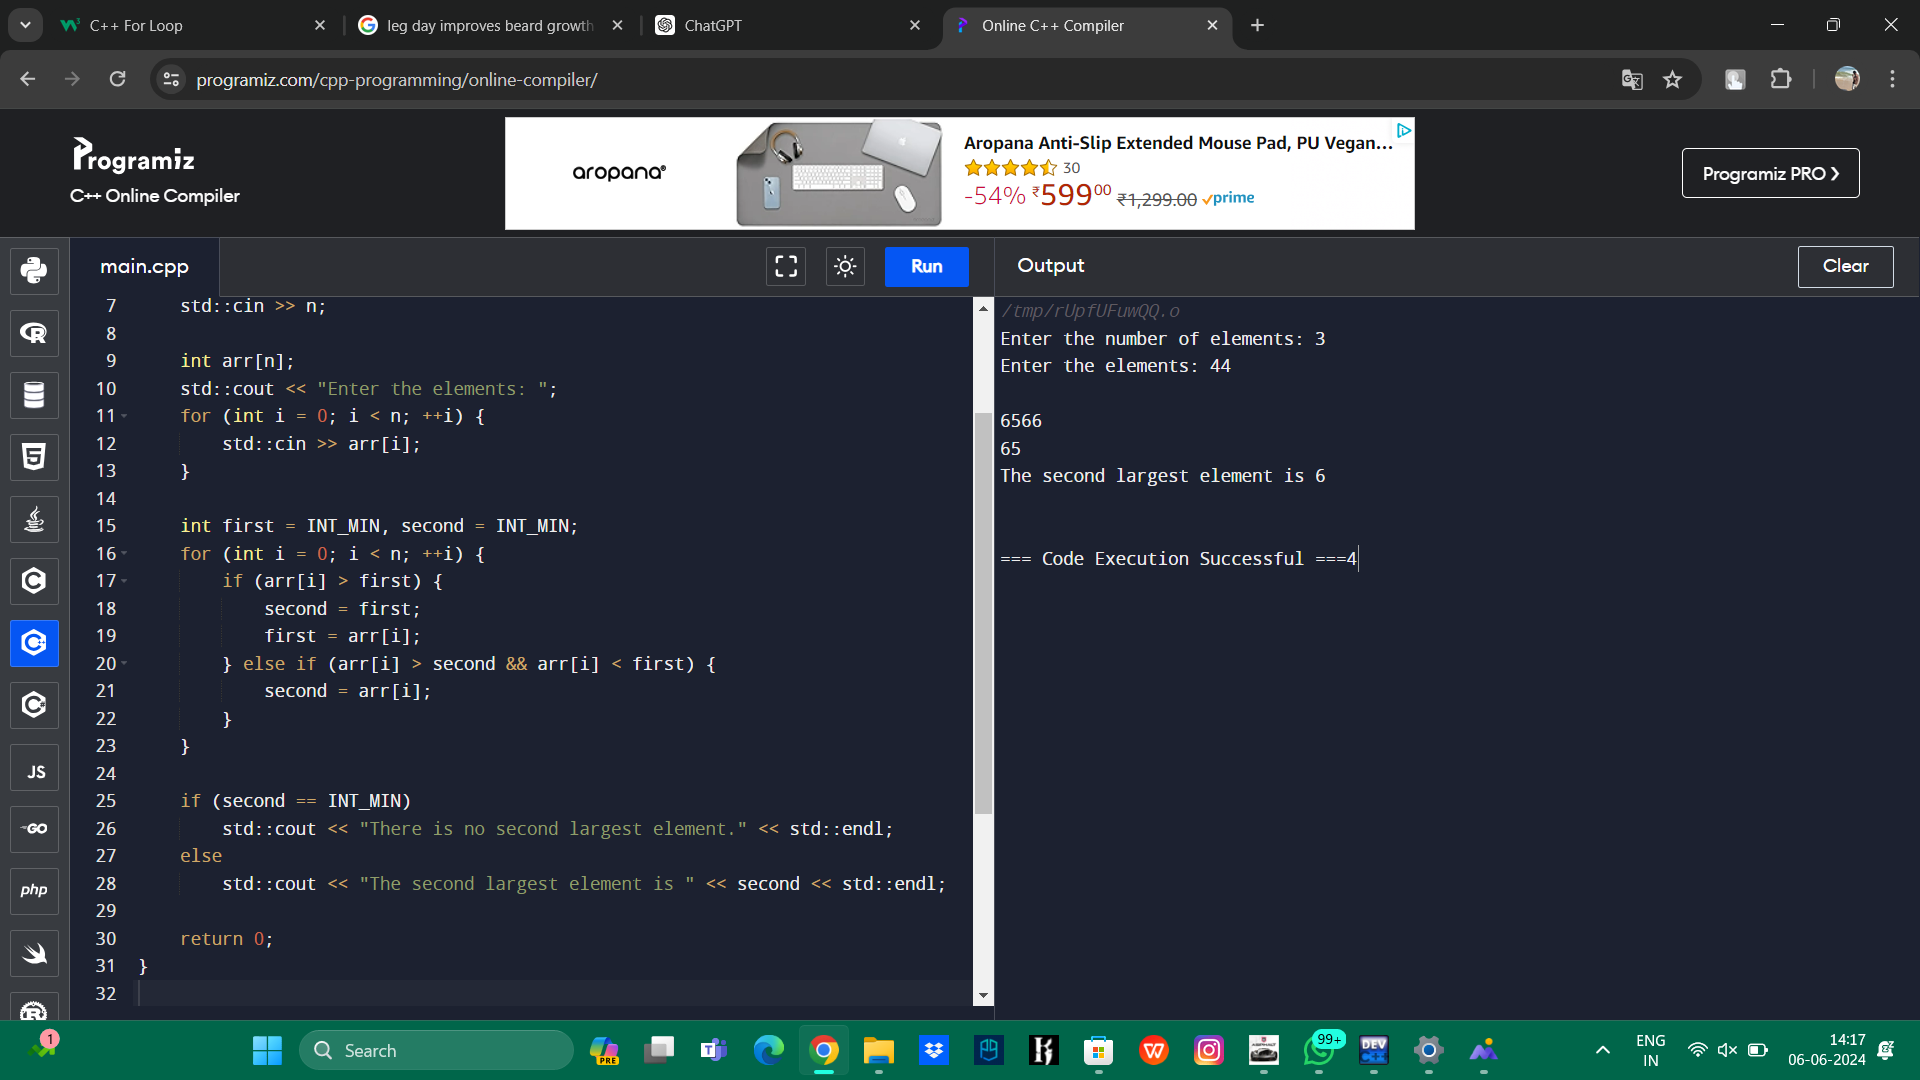 C++ For Loop
leg day improves beard growth
ChatGPT
Online C++ Compiler
programiz.com/cpp-programming/online-compiler/
Programiz
C++ Online Compiler
aropana®
Aropana Anti-Slip Extended Mouse Pad, PU Vegan...
30
-54% ₹599⁰⁰ ₹1,299.00 prime
Programiz PRO
main.cpp
Run
Output
Clear
7 std::cin >> n;
8
9 int arr[n];
10 std::cout << "Enter the elements: ";
11 for (int i = 0; i < n; ++i) {
12 std::cin >> arr[i];
13 }
14
15 int first = INT_MIN, second = INT_MIN;
16 for (int i = 0; i < n; ++i) {
17 if (arr[i] > first) {
18 second = first;
19 first = arr[i];
20 } else if (arr[i] > second && arr[i] < first) {
21 second = arr[i];
22 }
23 }
24
25 if (second == INT_MIN)
26 std::cout << "There is no second largest element." << std::endl;
27 else
28 std::cout << "The second largest element is " << second << std::endl;
29
30 return 0;
31 }
32
/tmp/rUpfUFuwQQ.o
Enter the number of elements: 3
Enter the elements: 44
6566
65
The second largest element is 6
=== Code Execution Successful ===4
JS
GO
php
1
Search
PRE
99+
DEV
ENG
IN
14:17
06-06-2024